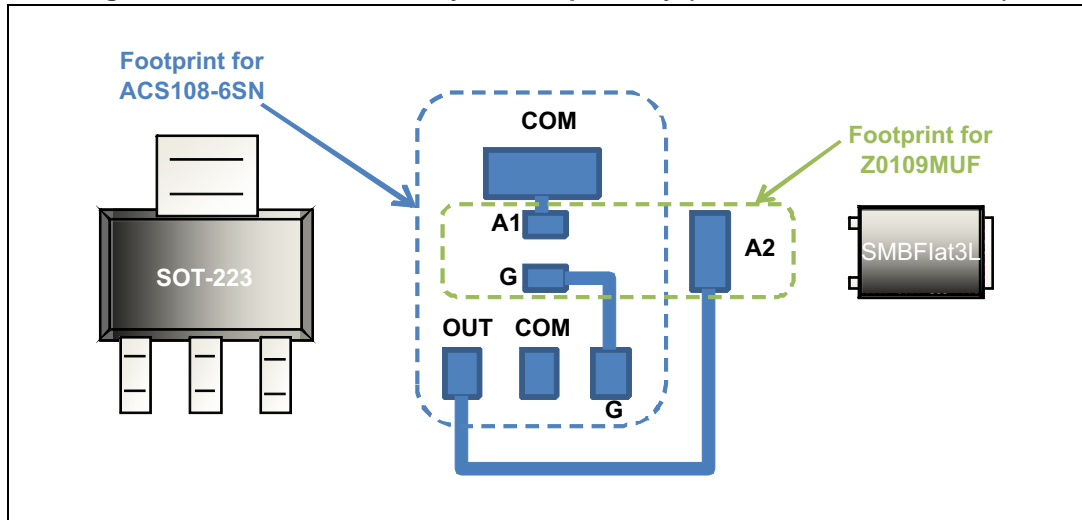 Footprint for
ACS108-6SN
COM
Footprint for
Z0109MUF
A1
A2
SMBFlat3L
SOT-223
G
OUT COM
G